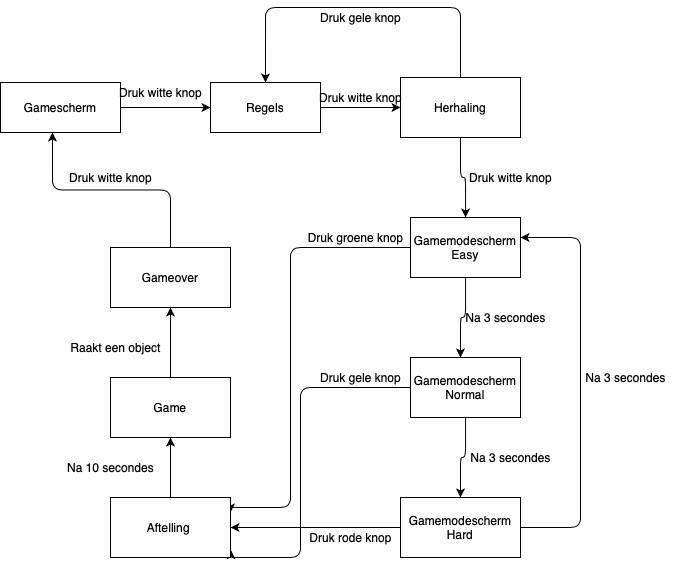 Druk gele knop
Gamescherm
Druk witte knop
Regels
Druk witte knop
Herhaling
Druk witte knop
Druk witte knop
Druk groene knop
Gamemodescherm
Easy
Gameover
Na 3 secondes
Raakt een object
Druk gele knop
Gamemodescherm
Normal
Na 3 secondes
Game
Na 10 secondes
Na 3 secondes
Aftelling
Druk rode knop
Gamemodescherm
Hard